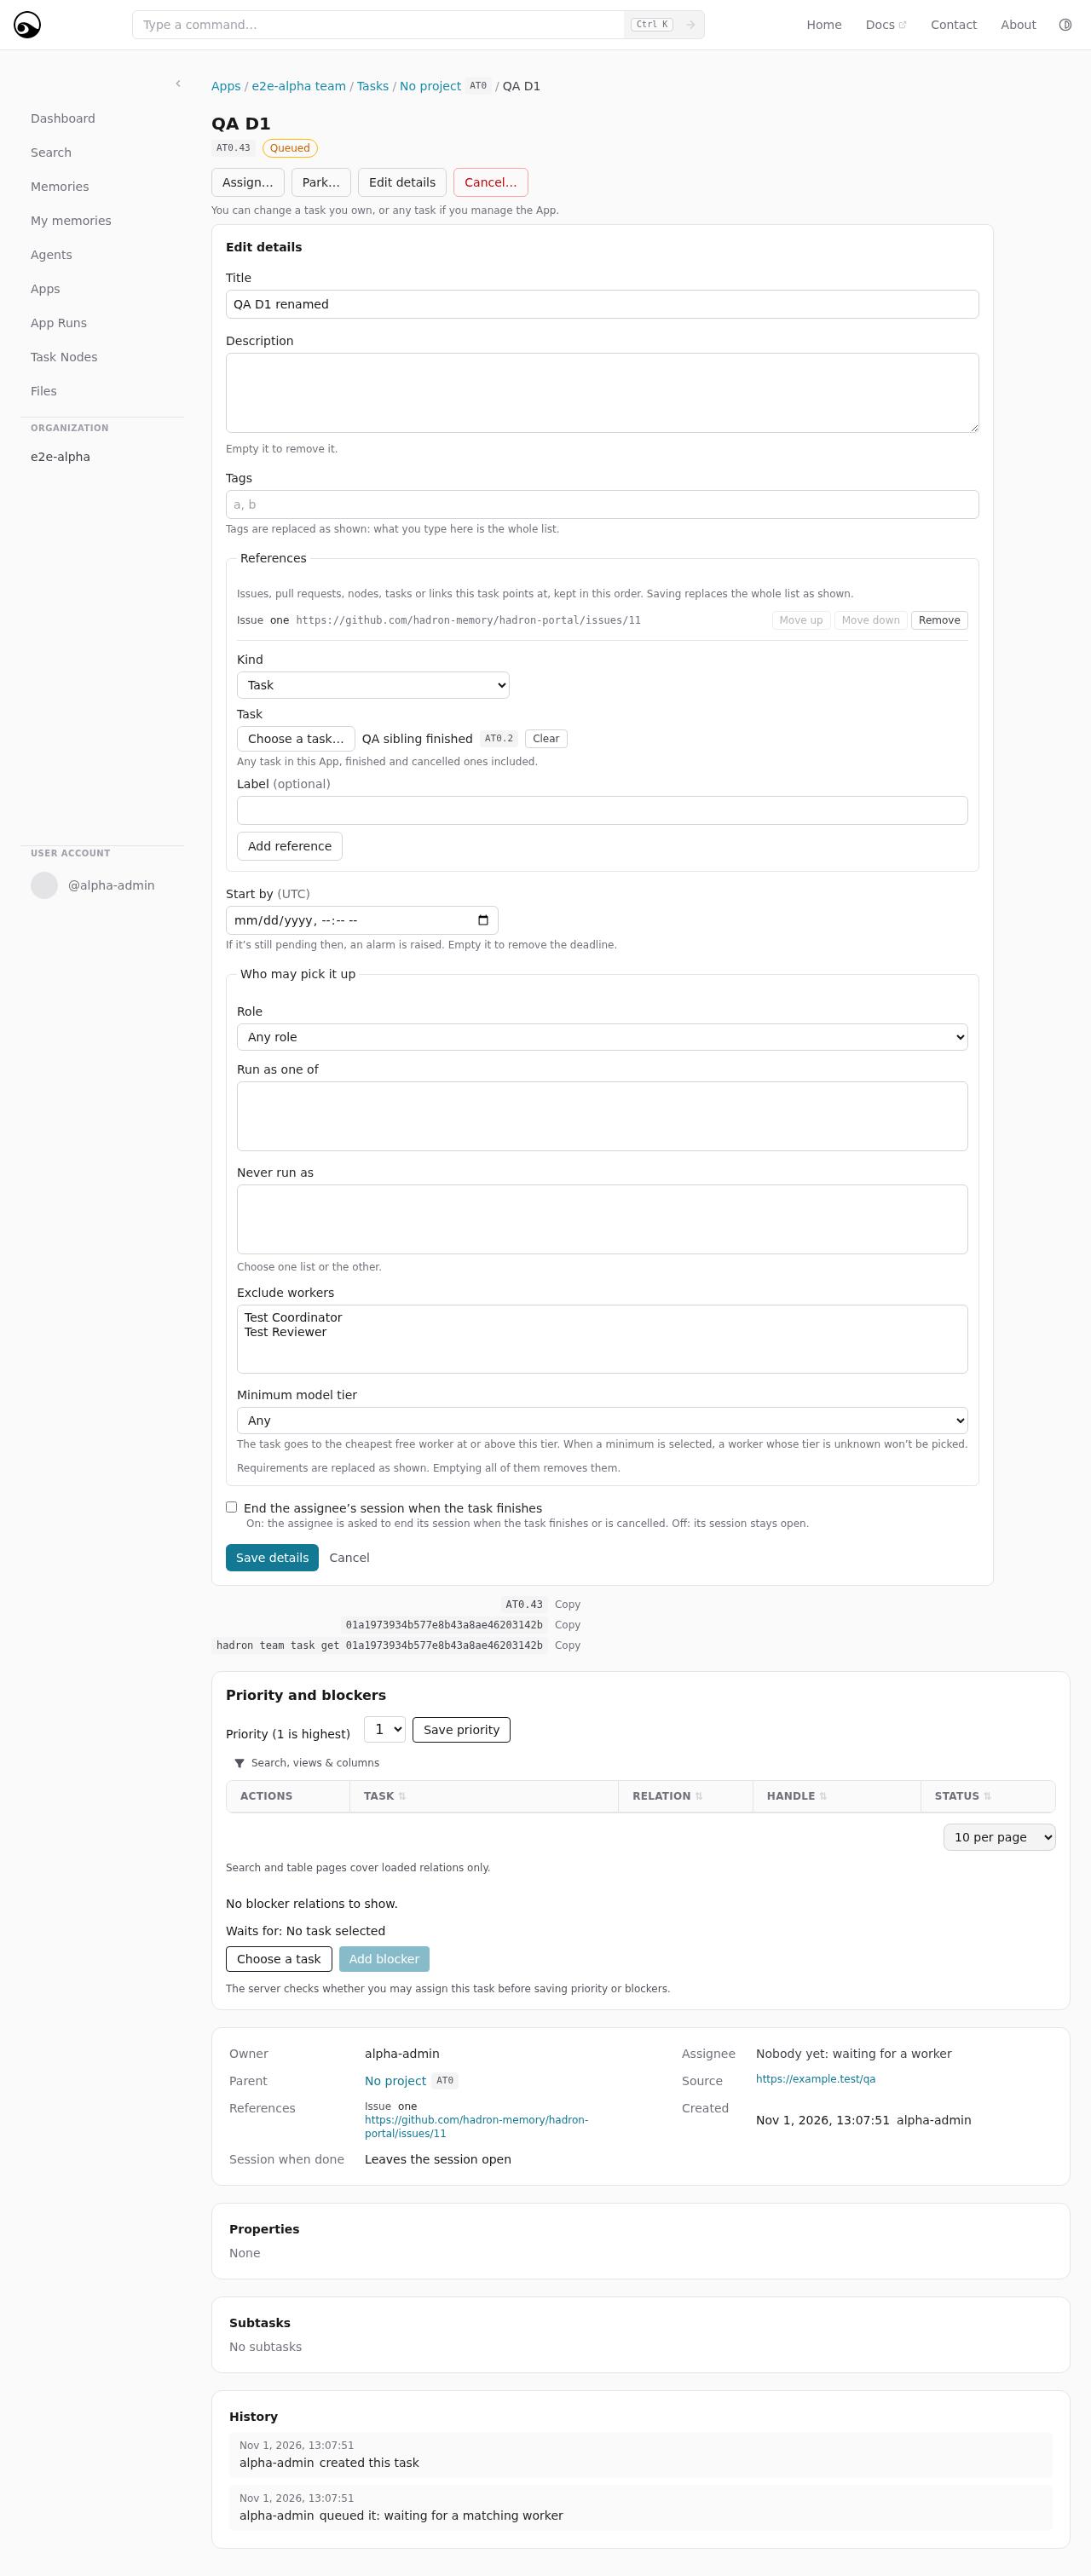 Type a command...
Ctrl K
Home
Docs
Contact
About
Apps / e2e-alpha team / Tasks / No project AT0 / QA D1
Dashboard
Search
Memories
My memories
Agents
Apps
App Runs
Task Nodes
Files
ORGANIZATION
e2e-alpha
USER ACCOUNT
@alpha-admin
QA D1
AT0.43 Queued
Assign… Park… Edit details Cancel…
You can change a task you own, or any task if you manage the App.
Edit details
Title
QA D1 renamed
Description
Empty it to remove it.
Tags
a, b
Tags are replaced as shown: what you type here is the whole list.
References
Issues, pull requests, nodes, tasks or links this task points at, kept in this order. Saving replaces the whole list as shown.
Issue one https://github.com/hadron-memory/hadron-portal/issues/11 Move up Move down Remove
Kind
Task
Task
Choose a task… QA sibling finished AT0.2 Clear
Any task in this App, finished and cancelled ones included.
Label (optional)
Add reference
Start by (UTC)
mm/dd/yyyy, --:-- --
If it’s still pending then, an alarm is raised. Empty it to remove the deadline.
Who may pick it up
Role
Any role
Run as one of
Never run as
Choose one list or the other.
Exclude workers
Test Coordinator
Test Reviewer
Minimum model tier
Any
The task goes to the cheapest free worker at or above this tier. When a minimum is selected, a worker whose tier is unknown won’t be picked.
Requirements are replaced as shown. Emptying all of them removes them.
End the assignee’s session when the task finishes
On: the assignee is asked to end its session when the task finishes or is cancelled. Off: its session stays open.
Save details Cancel
AT0.43 Copy
01a1973934b577e8b43a8ae46203142b Copy
hadron team task get 01a1973934b577e8b43a8ae46203142b Copy
Priority and blockers
Priority (1 is highest) 1 Save priority
Search, views & columns
ACTIONS TASK RELATION HANDLE STATUS
10 per page
Search and table pages cover loaded relations only.
No blocker relations to show.
Waits for: No task selected
Choose a task Add blocker
The server checks whether you may assign this task before saving priority or blockers.
Owner alpha-admin
Assignee Nobody yet: waiting for a worker
Parent No project AT0
Source https://example.test/qa
References Issue one
https://github.com/hadron-memory/hadron-
portal/issues/11
Created Nov 1, 2026, 13:07:51 alpha-admin
Session when done Leaves the session open
Properties
None
Subtasks
No subtasks
History
Nov 1, 2026, 13:07:51
alpha-admin created this task
Nov 1, 2026, 13:07:51
alpha-admin queued it: waiting for a matching worker